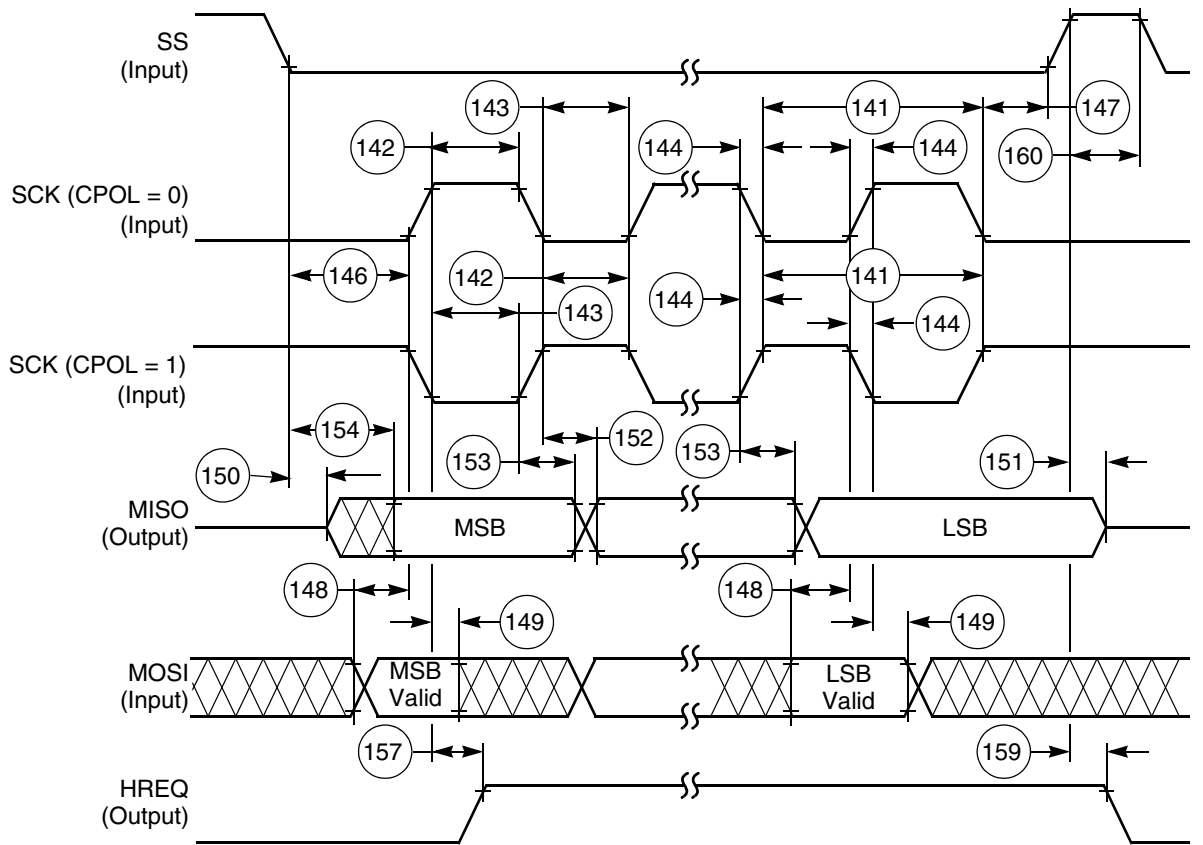 SS
(Input)
143
141
147
142
144
144
160
SCK (CPOL = 0)
(Input)
146
142
141
144
143
144
SCK (CPOL = 1)
(Input)
154
152
153
153
150
151
MISO
(Output)
MSB
LSB
148
148
149
149
MOSI
(Input)
MSB
Valid
LSB
Valid
157
159
HREQ
(Output)